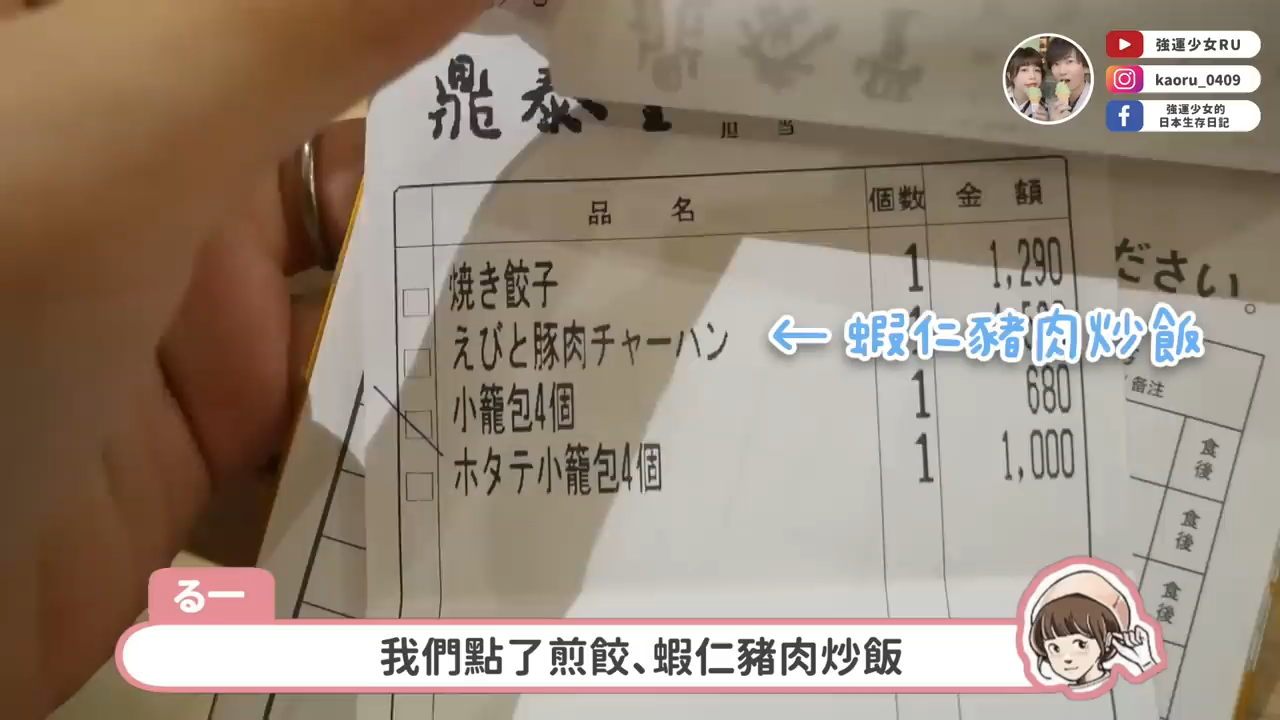 強運少女RU
kaoru_0409
強運少女的
日本生存日記
鼎泰
担 当
品 名 個数 金 額
焼き餃子 1 1,290
えびと豚肉チャーハン
← 蝦仁豬肉炒飯
小籠包4個 1 680
ホタテ小籠包4個 1 1,000
ださい。
备注
食後
食後
食後
るー
我們點了煎餃、蝦仁豬肉炒飯